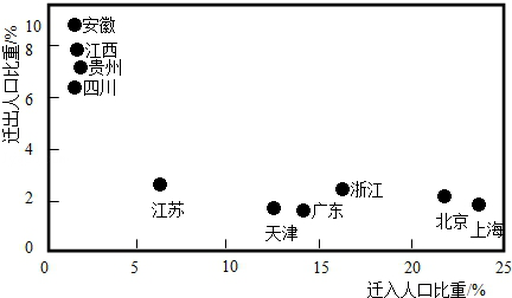 迁出人口比重/%
10
8
6
4
2
0
安徽
江西
贵州
四川
江苏
天津
广东
浙江
北京
上海
0
5
10
15
20
25
迁入人口比重/%